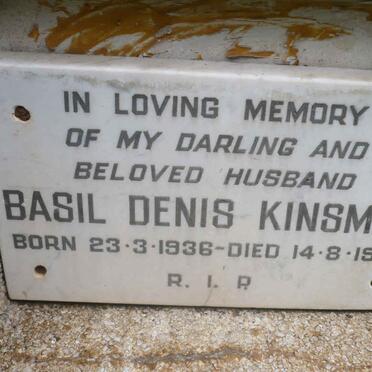 IN LOVING MEMORY
OF MY DARLING AND
BELOVED HUSBAND
BASIL DENIS KINSM
BORN 23·3·1936-DIED 14·8·19
R. I. P